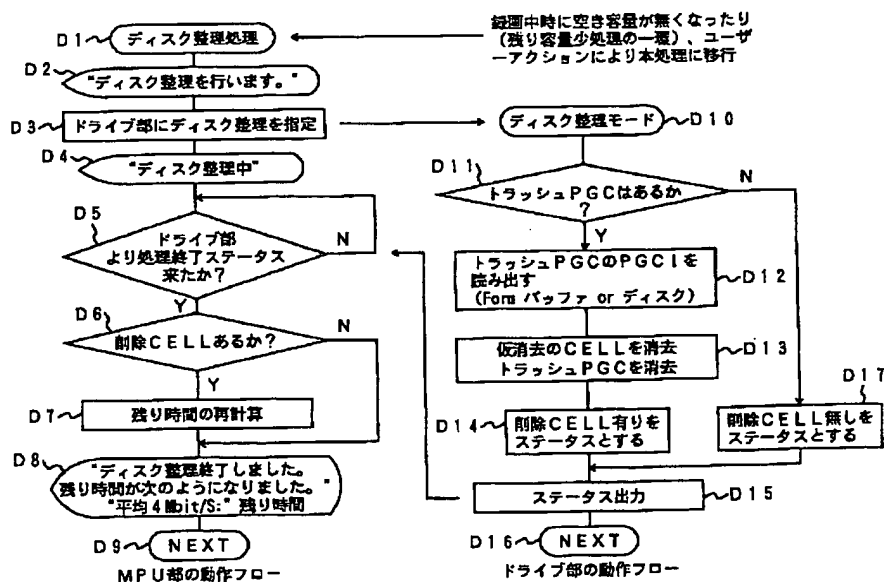 録画中時に空き容量が無くなったり
(残り容量少処理の一環)、ユーザ
ーアクションにより本処理に移行
D1
ディスク整理処理
D2
"ディスク整理を行います。"
D3
ドライブ部にディスク整理を指定
D4
"ディスク整理中"
D5
ドライブ部
より処理終了ステータス
来たか?
N
Y
D6
削除CELLあるか?
N
Y
D7
残り時間の再計算
D8
"ディスク整理終了しました。
残り時間が次のようになりました。"
"平均4Mbit/S:"残り時間
D9
NEXT
MPU部の動作フロー
ディスク整理モード
D10
D11
トラッシュPGCはあるか
?
N
Y
トラッシュPGCのPGCIを
読み出す
(Form バッファ or ディスク)
D12
仮消去のCELLを消去
トラッシュPGCを消去
D13
D14
削除CELL有りを
ステータスとする
D17
削除CELL無しを
ステータスとする
ステータス出力
D15
D16
NEXT
ドライブ部の動作フロー